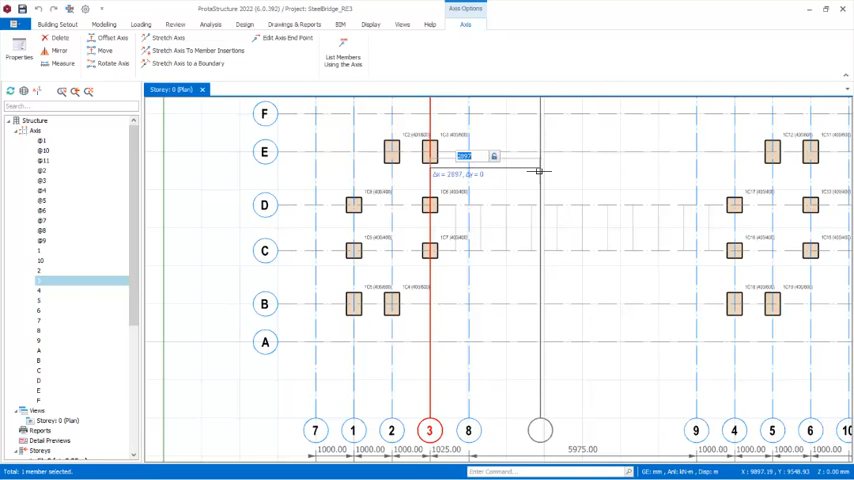 ProtaStructure 2022 (6.0.392) / Project: SteelBridge_RE3
Axis Options
Building Setout
Modeling
Loading
Review
Analysis
Design
Drawings & Reports
BIM
Display
Views
Help
Axis
Properties
Delete
Mirror
Measure
Offset Axis
Move
Rotate Axis
Stretch Axis
Stretch Axis To Member Insertions
Stretch Axis to a Boundary
Edit Axis End Point
List Members
Using the Axis
Storey: 0 (Plan)
Search...
Structure
Axis
@1
@10
@11
@2
@3
@4
@5
@6
@7
@8
@9
1
10
2
3
4
5
6
7
8
9
A
B
C
D
E
F
Views
Storey: 0 (Plan)
Reports
Detail Previews
Storeys
F
E
D
C
B
A
2897
Δx = 2897, Δy = 0
7
1
2
3
8
9
4
5
6
10
1000.00
1000.00
1000.00
1025.00
5975.00
1000.00
1000.00
1000.00
Total: 1 member selected.
Enter Command...
GE: mm , Ank: kN-m , Disp: m
X : 9897.19
Y : 9548.93
Z : 0.00 mm